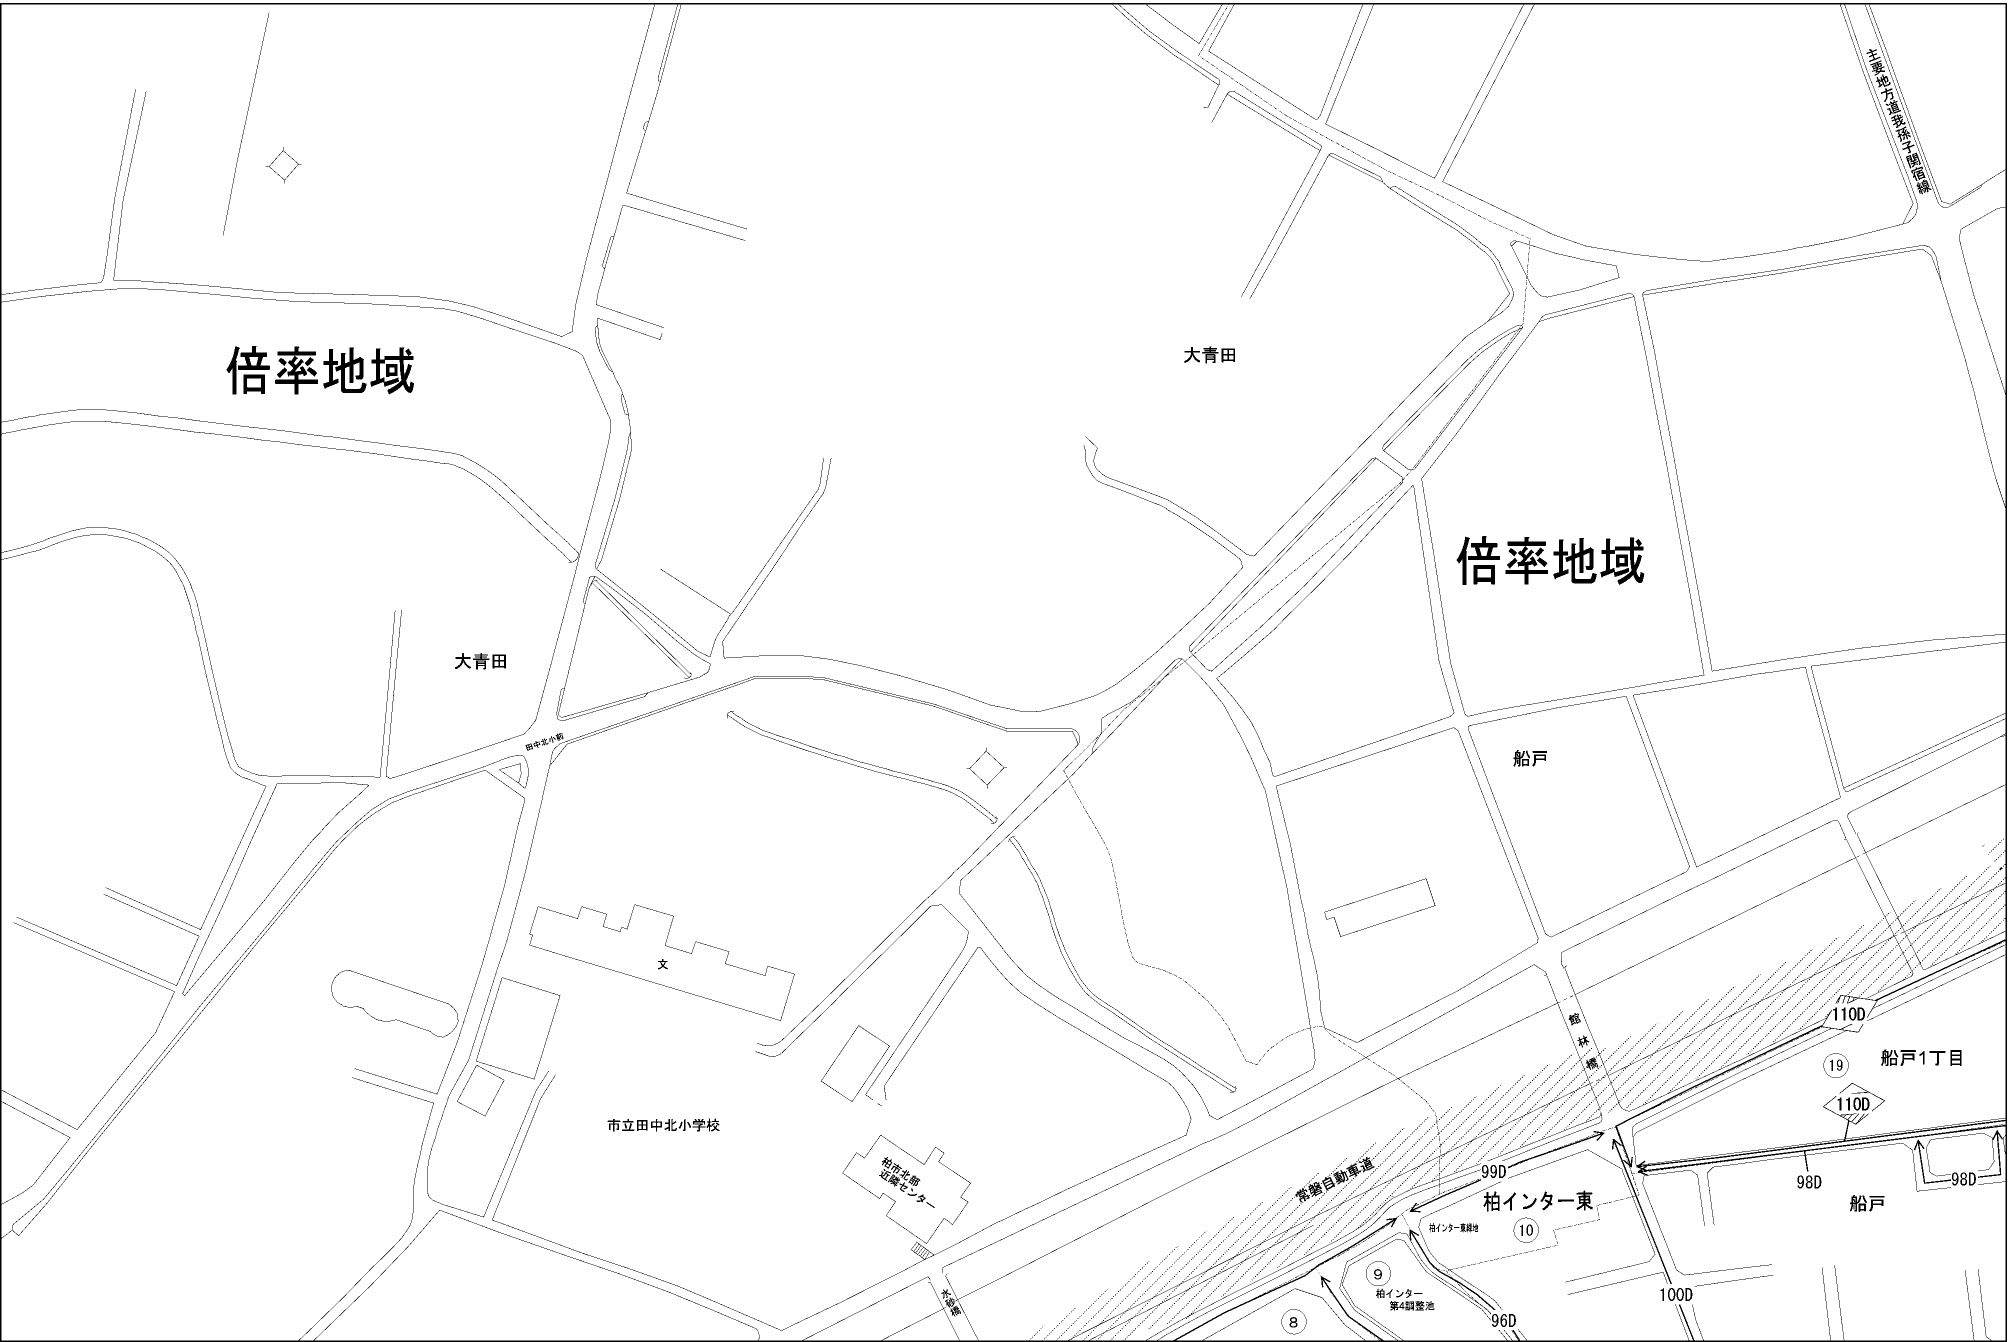 主要地方道我孫子関宿線
倍率地域
大青田
倍率地域
大青田
田中北小前
船戸
文
館林橋
110D
19
船戸1丁目
110D
市立田中北小学校
柏市北部
近隣センター
常磐自動車道
99D
98D
98D
柏インター東
船戸
柏インター東緑地
10
9
柏インター
第4調整池
水砂橋
8
96D
100D